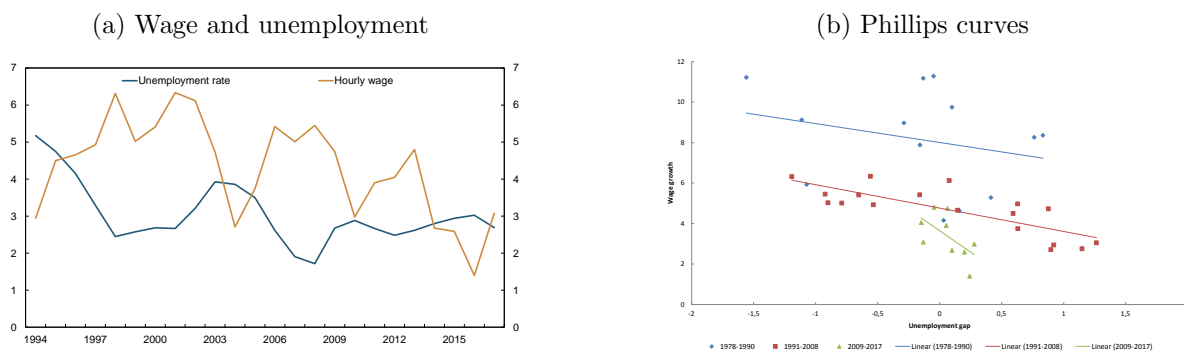 (a) Wage and unemployment
7 7
Unemployment rate Hourly wage
6 6
5 5
4 4
3 3
2 2
1 1
0 0
1994 1997 2000 2003 2006 2009 2012 2015
(b) Phillips curves
12
10
8
6
4
2
0
Wage growth
-2 -1 -0,5 0 0,5 1 1,5 2
Unemployment gap
1978-1990 1991-2008 2009-2017 Linear (1978-1990) Linear (1991-2008) Linear (2009-2017)